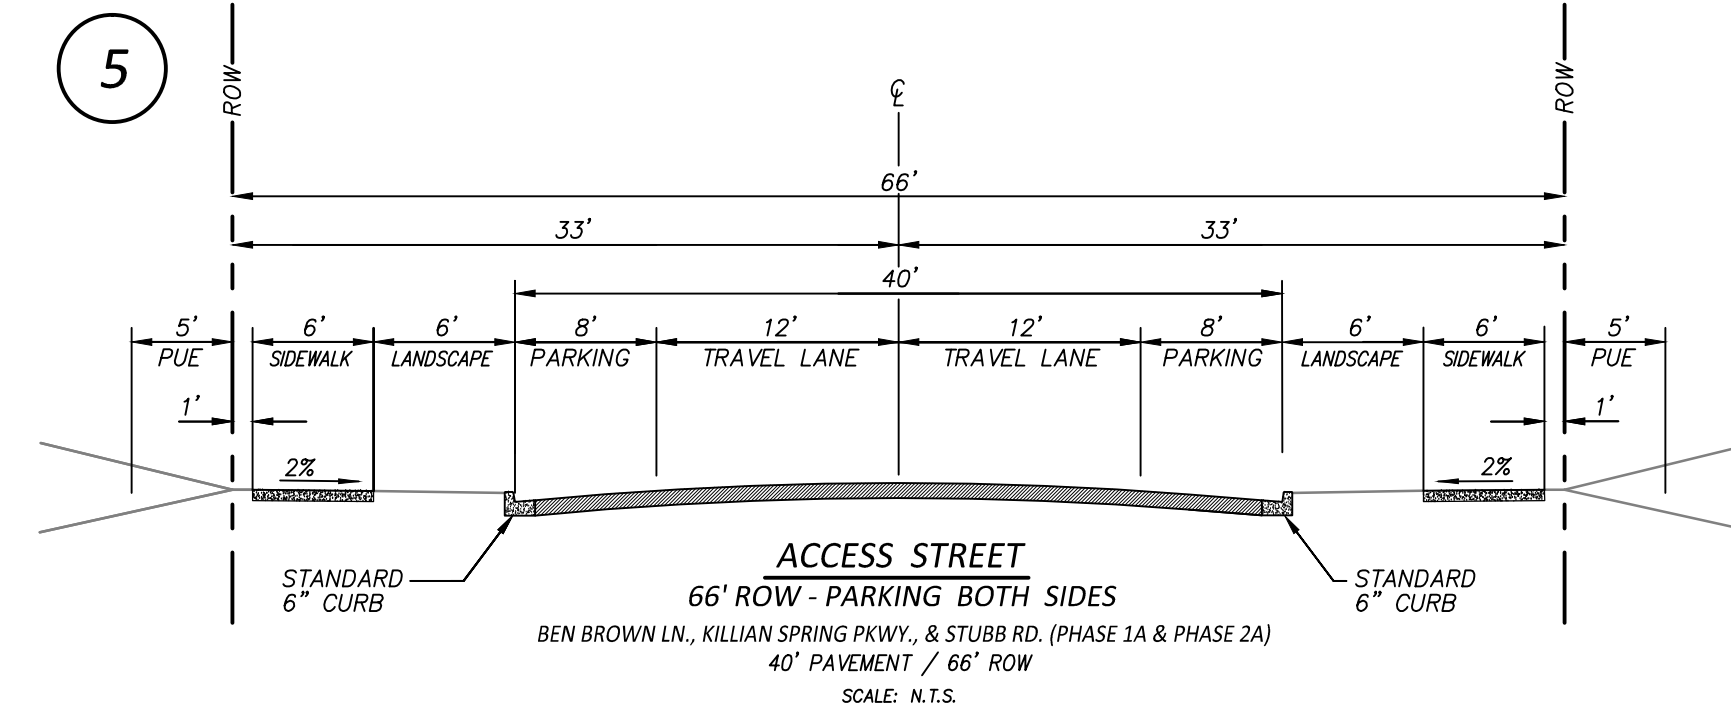 5
ROW
ROW
℄
66'
33' 33'
40'
5' 6' 6' 8' 12' 12' 8' 6' 6' 5'
PUE SIDEWALK LANDSCAPE PARKING TRAVEL LANE TRAVEL LANE PARKING LANDSCAPE SIDEWALK PUE
1' 1'
2% 2%
STANDARD
6" CURB
STANDARD
6" CURB
ACCESS STREET
66' ROW - PARKING BOTH SIDES
BEN BROWN LN., KILLIAN SPRING PKWY., & STUBB RD. (PHASE 1A & PHASE 2A)
40' PAVEMENT / 66' ROW
SCALE: N.T.S.